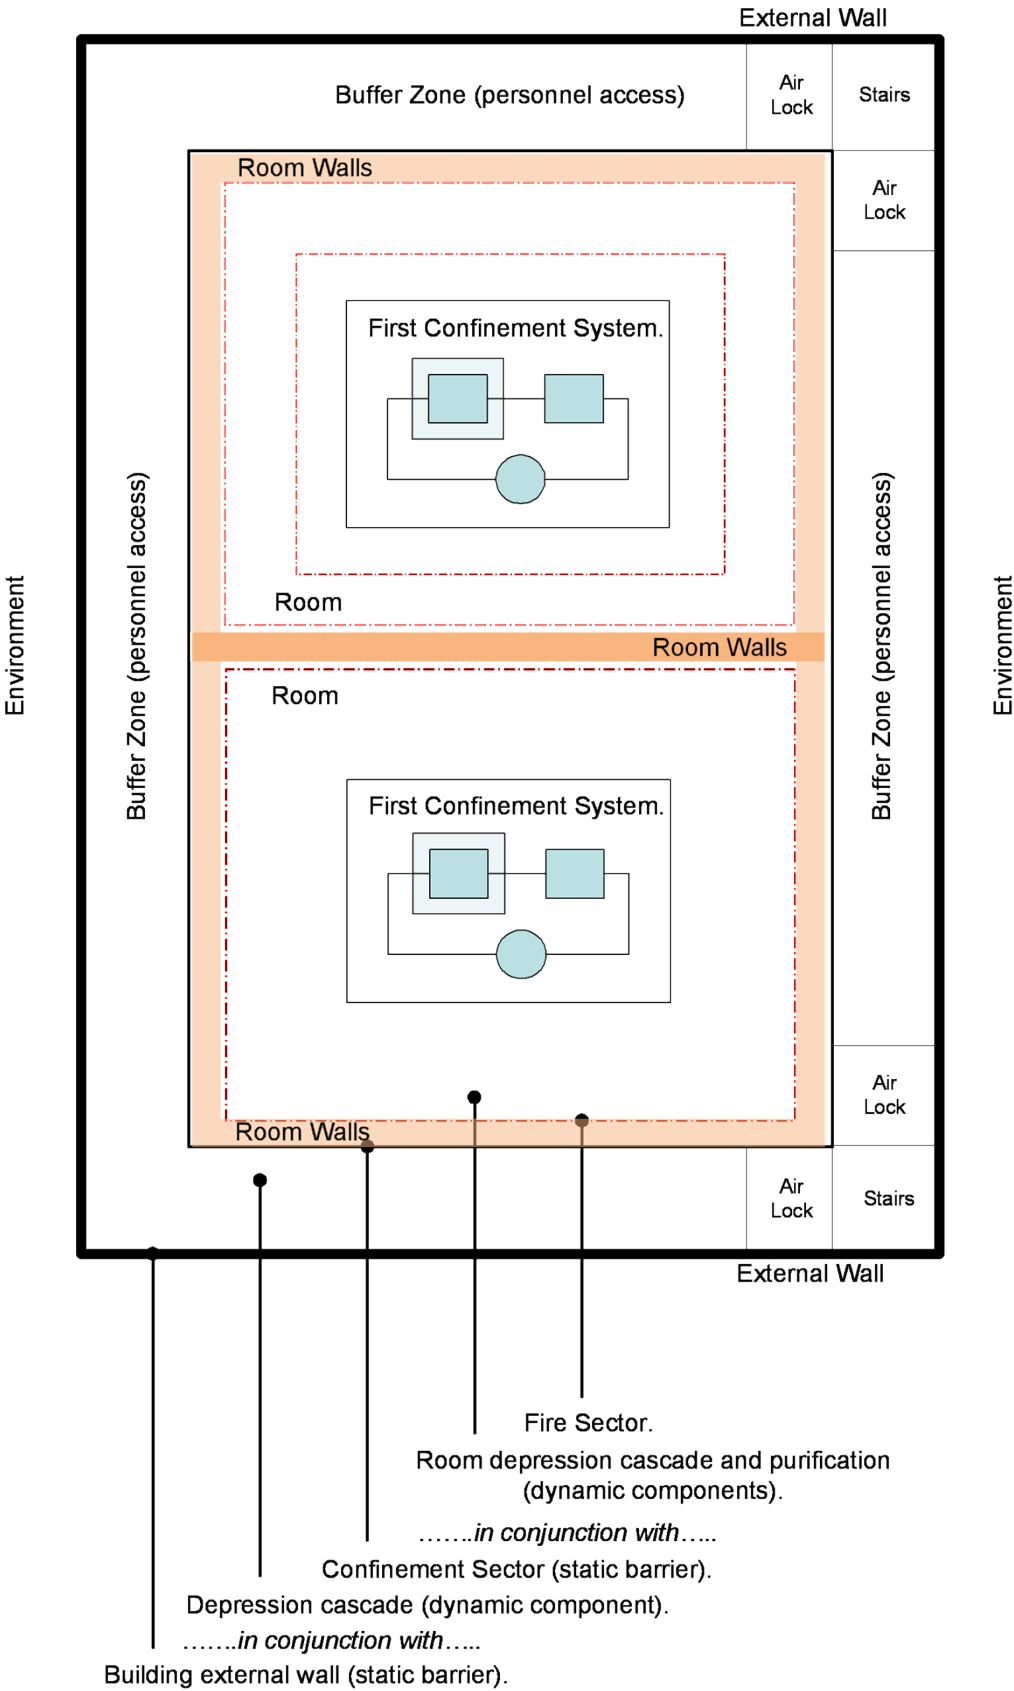 External Wall
Buffer Zone (personnel access)
Air
Lock
Stairs
Room Walls
Air
Lock
First Confinement System.
Buffer Zone (personnel access)
Buffer Zone (personnel access)
Environment
Environment
Room
Room Walls
Room
First Confinement System.
Air
Lock
Room Walls
Air
Lock
Stairs
External Wall
Fire Sector.
Room depression cascade and purification
(dynamic components).
.......in conjunction with.....
Confinement Sector (static barrier).
Depression cascade (dynamic component).
.......in conjunction with.....
Building external wall (static barrier).